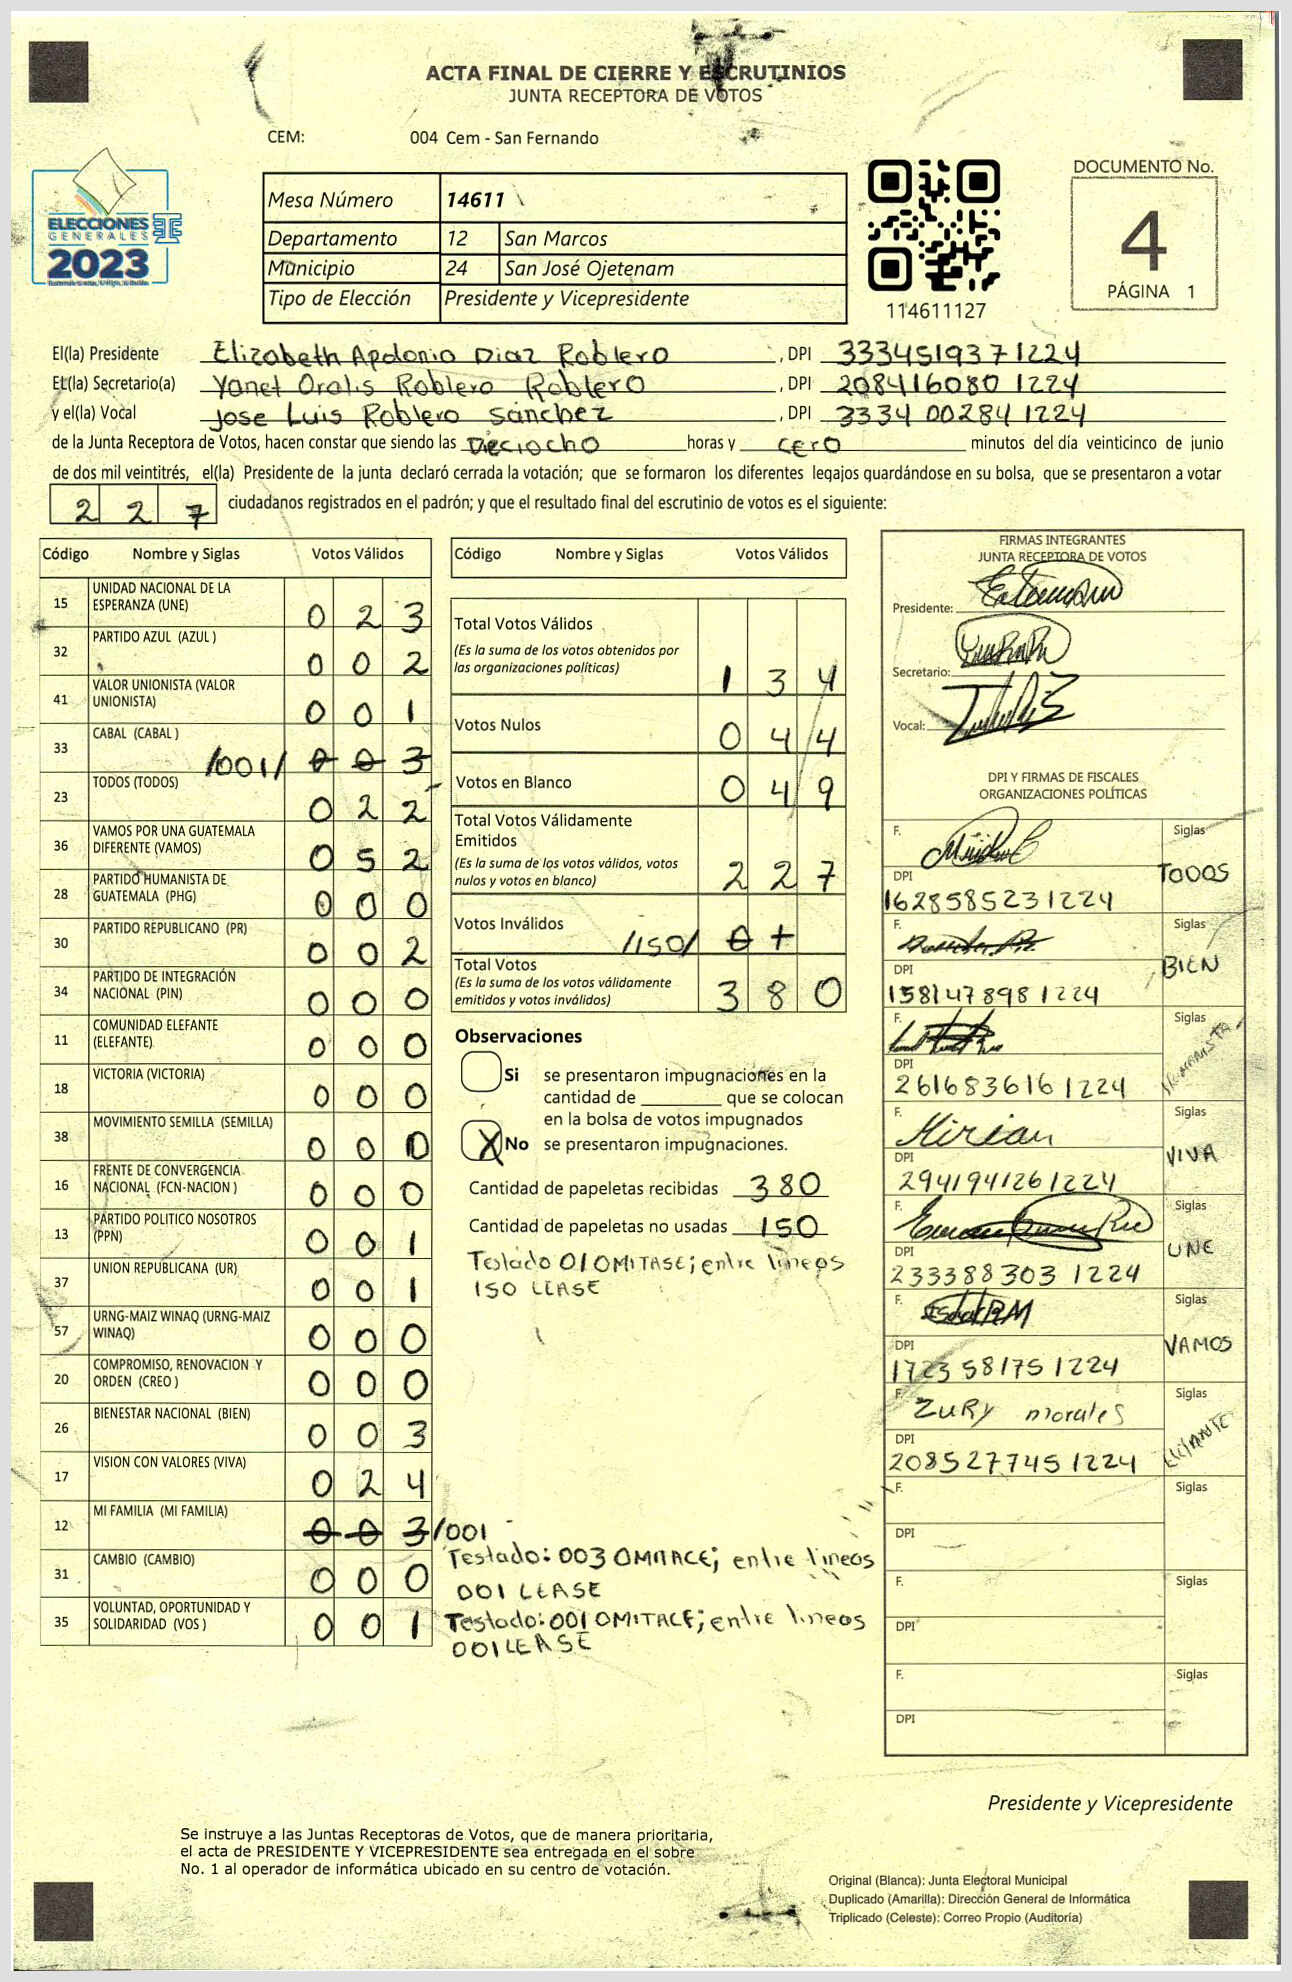 ACTA FINAL DE CIERRE Y ESCRUTINIOS
JUNTA RECEPTORA DE VOTOS
CEM: 004 Cem - San Fernando
ELECCIONES
GENERALES
2023
Mesa Número 14611
Departamento 12 San Marcos
Municipio 24 San José Ojetenam
Tipo de Elección Presidente y Vicepresidente
114611127
DOCUMENTO No.
4
PÁGINA 1
El(la) Presidente Elizabeth Apolonia Diaz Roblero , DPI 3334519371224
EL(la) Secretario(a) Yanet Oralis Roblero Roblero , DPI 208416080 1224
y el(la) Vocal Jose Luis Roblero Sánchez , DPI 3334 00284 1224
de la Junta Receptora de Votos, hacen constar que siendo las Dieciocho horas y cero minutos del día veinticinco de junio
de dos mil veintitrés, el(la) Presidente de la junta declaró cerrada la votación; que se formaron los diferentes legajos guardándose en su bolsa, que se presentaron a votar
2 2 7 ciudadanos registrados en el padrón; y que el resultado final del escrutinio de votos es el siguiente:
Código Nombre y Siglas Votos Válidos
15 UNIDAD NACIONAL DE LA ESPERANZA (UNE) 0 2 3
32 PARTIDO AZUL (AZUL ) 0 0 2
41 VALOR UNIONISTA (VALOR UNIONISTA) 0 0 1
33 CABAL (CABAL ) /001/ 0 0 3
23 TODOS (TODOS) 0 2 2
36 VAMOS POR UNA GUATEMALA DIFERENTE (VAMOS) 0 5 2
28 PARTIDO HUMANISTA DE GUATEMALA (PHG) 0 0 0
30 PARTIDO REPUBLICANO (PR) 0 0 2
34 PARTIDO DE INTEGRACIÓN NACIONAL (PIN) 0 0 0
11 COMUNIDAD ELEFANTE (ELEFANTE) 0 0 0
18 VICTORIA (VICTORIA) 0 0 0
38 MOVIMIENTO SEMILLA (SEMILLA) 0 0 0
16 FRENTE DE CONVERGENCIA NACIONAL (FCN-NACION ) 0 0 0
13 PARTIDO POLITICO NOSOTROS (PPN) 0 0 1
37 UNION REPUBLICANA (UR) 0 0 1
57 URNG-MAIZ WINAQ (URNG-MAIZ WINAQ) 0 0 0
20 COMPROMISO, RENOVACION Y ORDEN (CREO ) 0 0 0
26 BIENESTAR NACIONAL (BIEN) 0 0 3
17 VISION CON VALORES (VIVA) 0 2 4
12 MI FAMILIA (MI FAMILIA) 0 0 3 /001
31 CAMBIO (CAMBIO) 0 0 0
35 VOLUNTAD, OPORTUNIDAD Y SOLIDARIDAD (VOS ) 0 0 1
Código Nombre y Siglas Votos Válidos
Total Votos Válidos
(Es la suma de los votos obtenidos por
las organizaciones políticas) 1 3 4
Votos Nulos 0 4 4
Votos en Blanco 0 4 9
Total Votos Válidamente
Emitidos
(Es la suma de los votos válidos, votos
nulos y votos en blanco) 2 2 7
Votos Inválidos /150/ 0 1
Total Votos
(Es la suma de los votos válidamente
emitidos y votos inválidos) 3 8 0
Observaciones
Si se presentaron impugnaciones en la
cantidad de ________ que se colocan
en la bolsa de votos impugnados
X No se presentaron impugnaciones.
Cantidad de papeletas recibidas 380
Cantidad de papeletas no usadas 150
Testado 01 OMITASE; entre lineos
150 LEASE
Testado: 003 OMITACE; entre lineos
001 LEASE
Testado: 001 OMITACE; entre lineos
001 LEASE
FIRMAS INTEGRANTES
JUNTA RECEPTORA DE VOTOS
Presidente:
Secretario:
Vocal:
DPI Y FIRMAS DE FISCALES
ORGANIZACIONES POLÍTICAS
F. Siglas TODOS
DPI
1628585231224
F. Siglas BIEN
DPI
1581478981224
F. Siglas
DPI
2616836161224
F. Mirian Siglas VIVA
DPI
2941941261224
F. Siglas UNE
DPI
233388303 1224
F. Siglas VAMOS
DPI
1723581751224
F. ZURY morales Siglas
DPI
2085277451224
F. Siglas
DPI
F. Siglas
DPI
F. Siglas
DPI
Presidente y Vicepresidente
Se instruye a las Juntas Receptoras de Votos, que de manera prioritaria,
el acta de PRESIDENTE Y VICEPRESIDENTE sea entregada en el sobre
No. 1 al operador de informática ubicado en su centro de votación.
Original (Blanca): Junta Electoral Municipal
Duplicado (Amarilla): Dirección General de Informática
Triplicado (Celeste): Correo Propio (Auditoría)